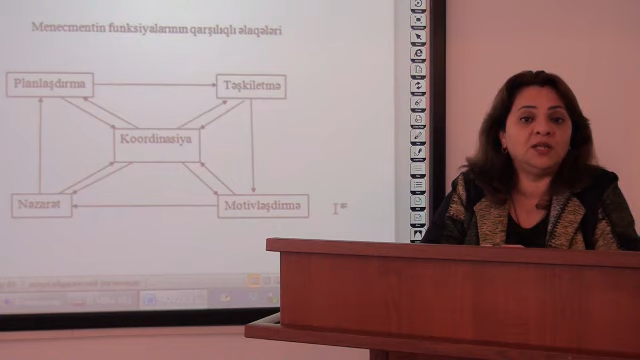 Menecmentin funksiyalarının qarşılıqlı əlaqələri
Planlaşdırma
Təşkiletmə
Koordinasiya
Nəzarət
Motivləşdirmə